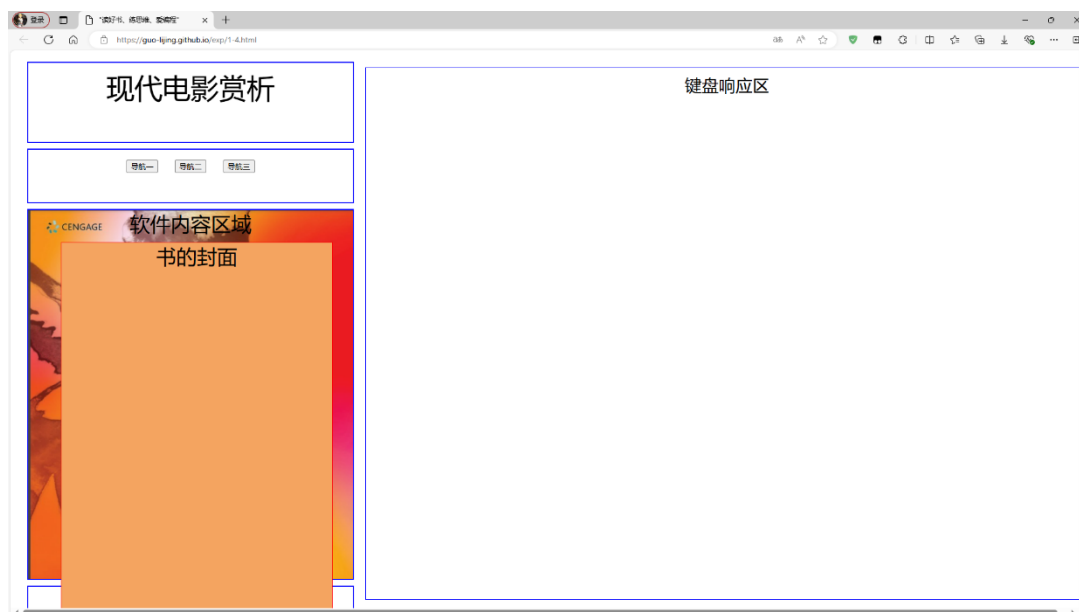 登录
"读好书、练思维、爱编程"
https://guo-lijing.github.io/exp/1-4.html
现代电影赏析
键盘响应区
导航一 导航二 导航三
CENGAGE
软件内容区域
书的封面